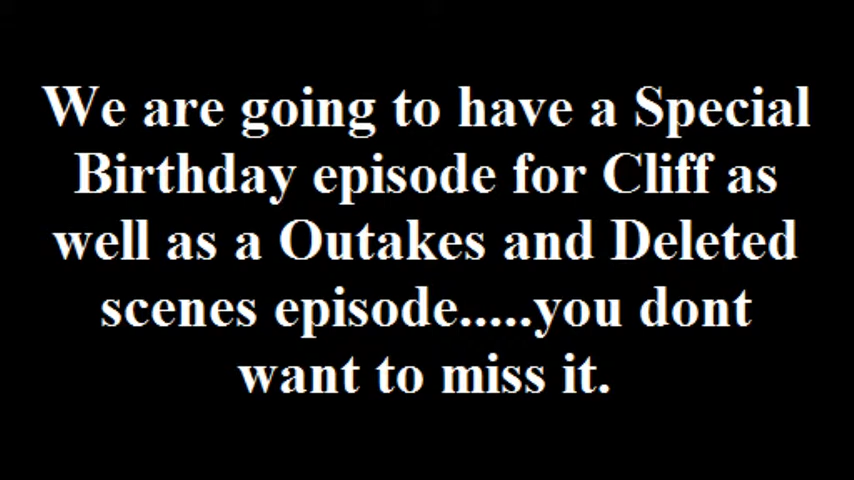 We are going to have a Special
Birthday episode for Cliff as
well as a Outakes and Deleted
scenes episode.....you dont
want to miss it.